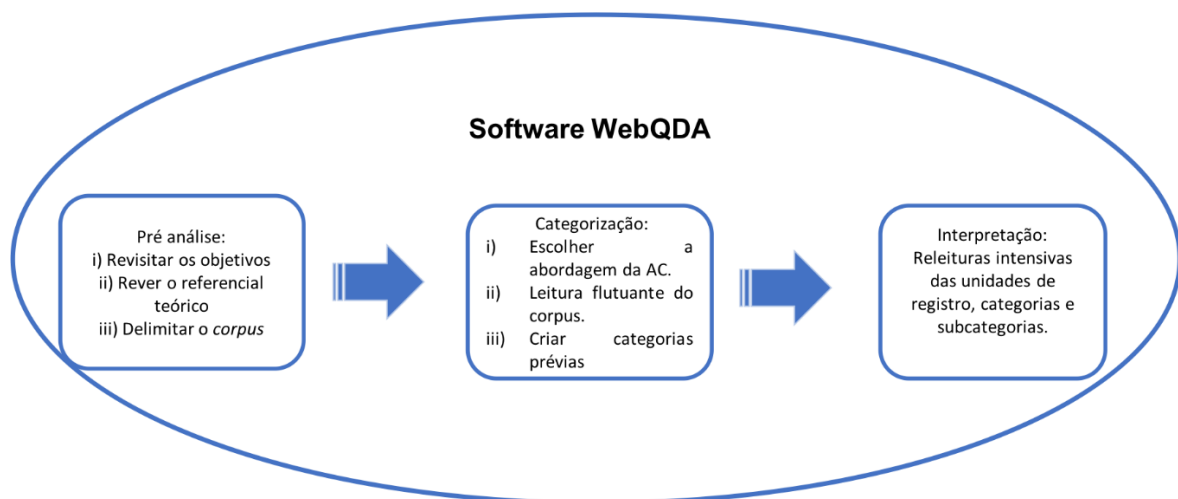 Software WebQDA
Pré análise:
i) Revisitar os objetivos
ii) Rever o referencial
teórico
iii) Delimitar o corpus
Categorização:
i) Escolher a
abordagem da AC.
ii) Leitura flutuante do
corpus.
iii) Criar categorias
prévias
Interpretação:
Releituras intensivas
das unidades de
registro, categorias e
subcategorias.